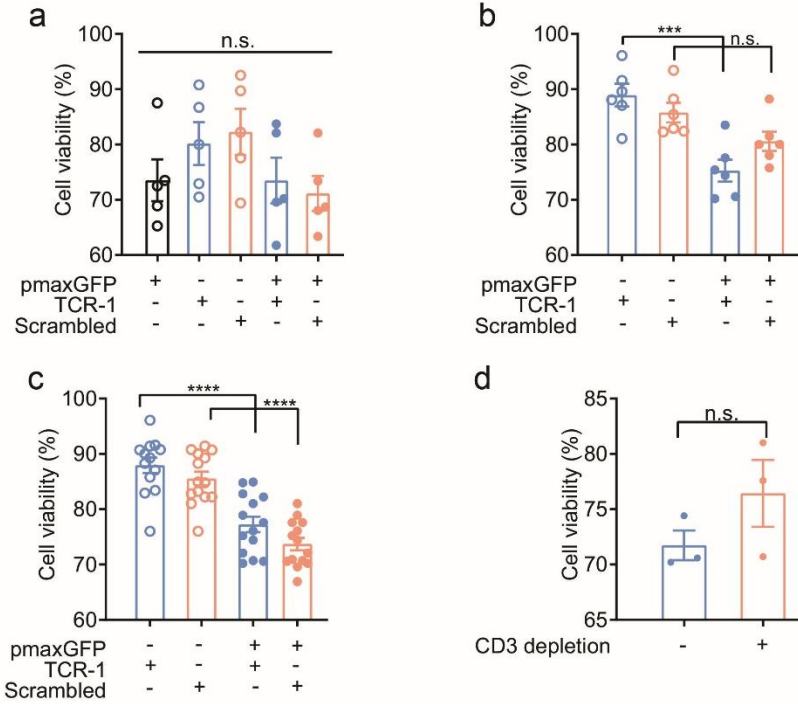 a
n.s.
Cell viability (%)
100
90
80
70
60
pmaxGFP + - - + +
TCR-1 - + - + -
Scrambled - - + - +
b
***
n.s.
Cell viability (%)
100
90
80
70
60
pmaxGFP - - + +
TCR-1 + - + -
Scrambled - + - +
c
****
****
Cell viability (%)
100
90
80
70
60
pmaxGFP - - + +
TCR-1 + - + -
Scrambled - + - +
d
n.s.
Cell viability (%)
85
80
75
70
65
CD3 depletion - +